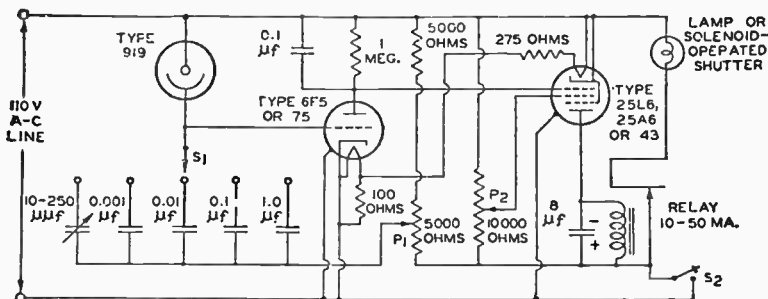 TYPE
919
0.1
µf
1
MEG.
5000
OHMS
275 OHMS
LAMP OR
SOLENOID-
OPEPATED
SHUTTER
110 V
A-C
LINE
TYPE 6F5
OR 75
TYPE
25L6,
25A6
OR 43
S1
10-250
µµf
0.001
µf
0.01
µf
0.1
µf
1.0
µf
100
OHMS
P1
5000
OHMS
P2
10000
OHMS
8
µf
-
+
RELAY
10-50 MA.
S2